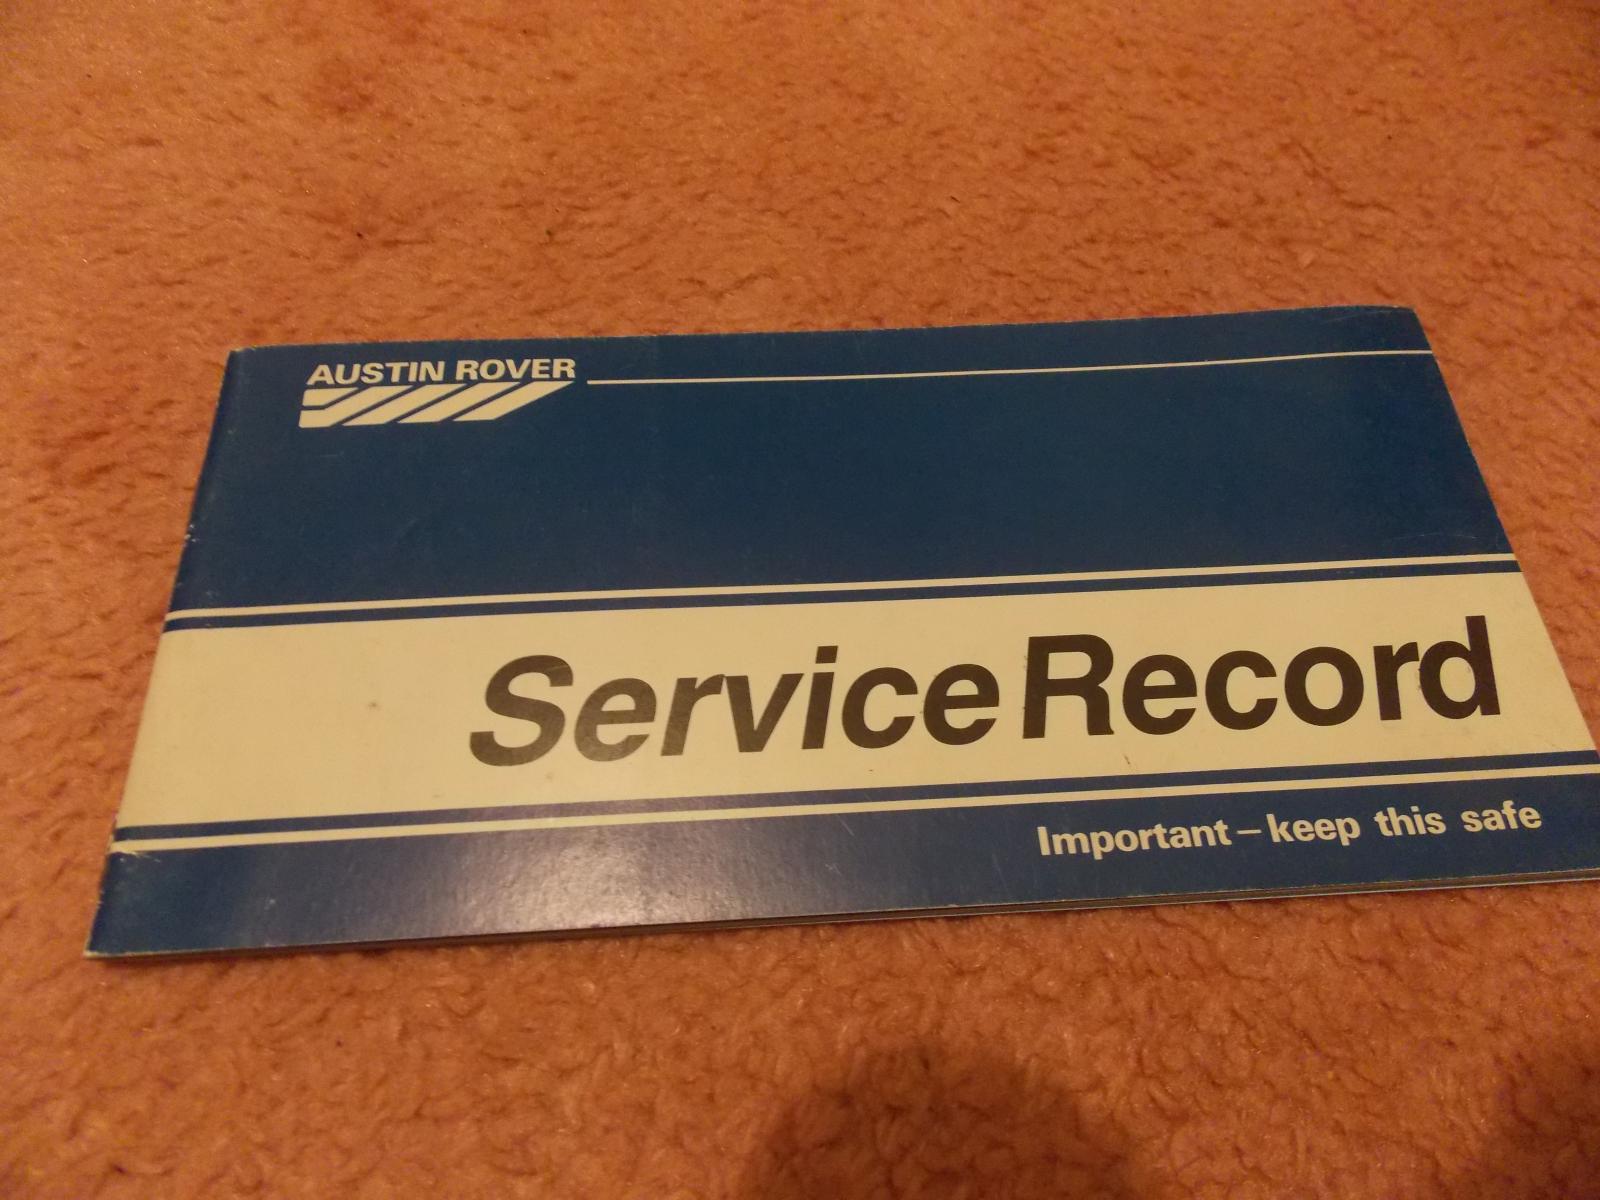 AUSTIN ROVER
Service Record
Important – keep this safe